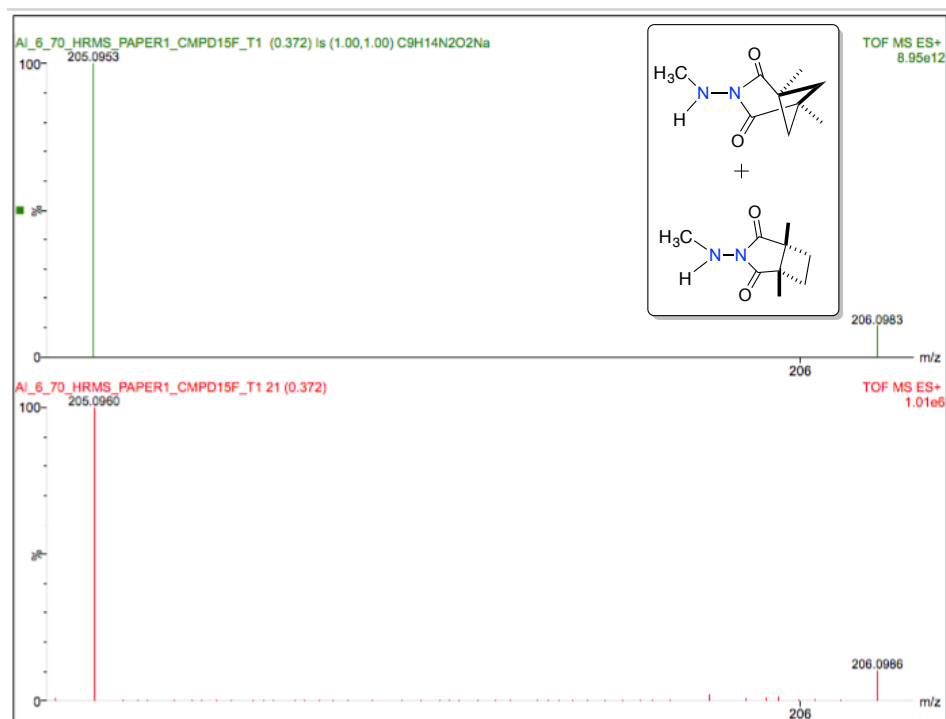 AI_6_70_HRMS_PAPER1_CMPD15F_T1 (0.372) Is (1.00,1.00) C9H14N2O2Na
TOF MS ES+
8.95e12
205.0953
100
%
0
206.0983
206
m/z
O
H₃C
N
N
H
O
+
O
H₃C
N
N
H
O
AI_6_70_HRMS_PAPER1_CMPD15F_T1 21 (0.372)
TOF MS ES+
1.01e6
205.0960
100
%
0
206.0986
206
m/z